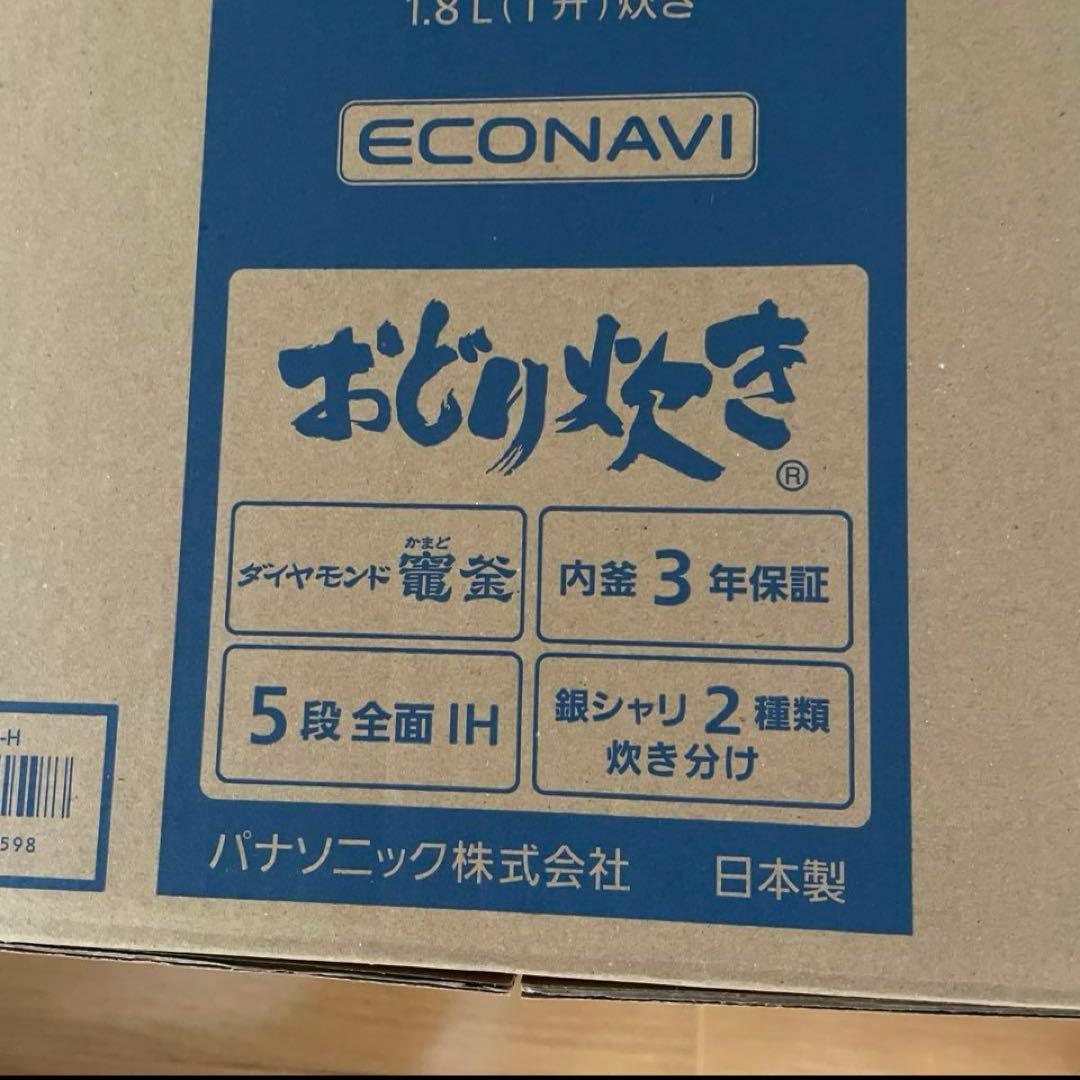 1.8L(1升)炊き
ECONAVI
おどり炊き®
かまど
ダイヤモンド竈釜
内釜3年保証
5段全面IH
銀シャリ2種類
炊き分け
-H
598
パナソニック株式会社 日本製